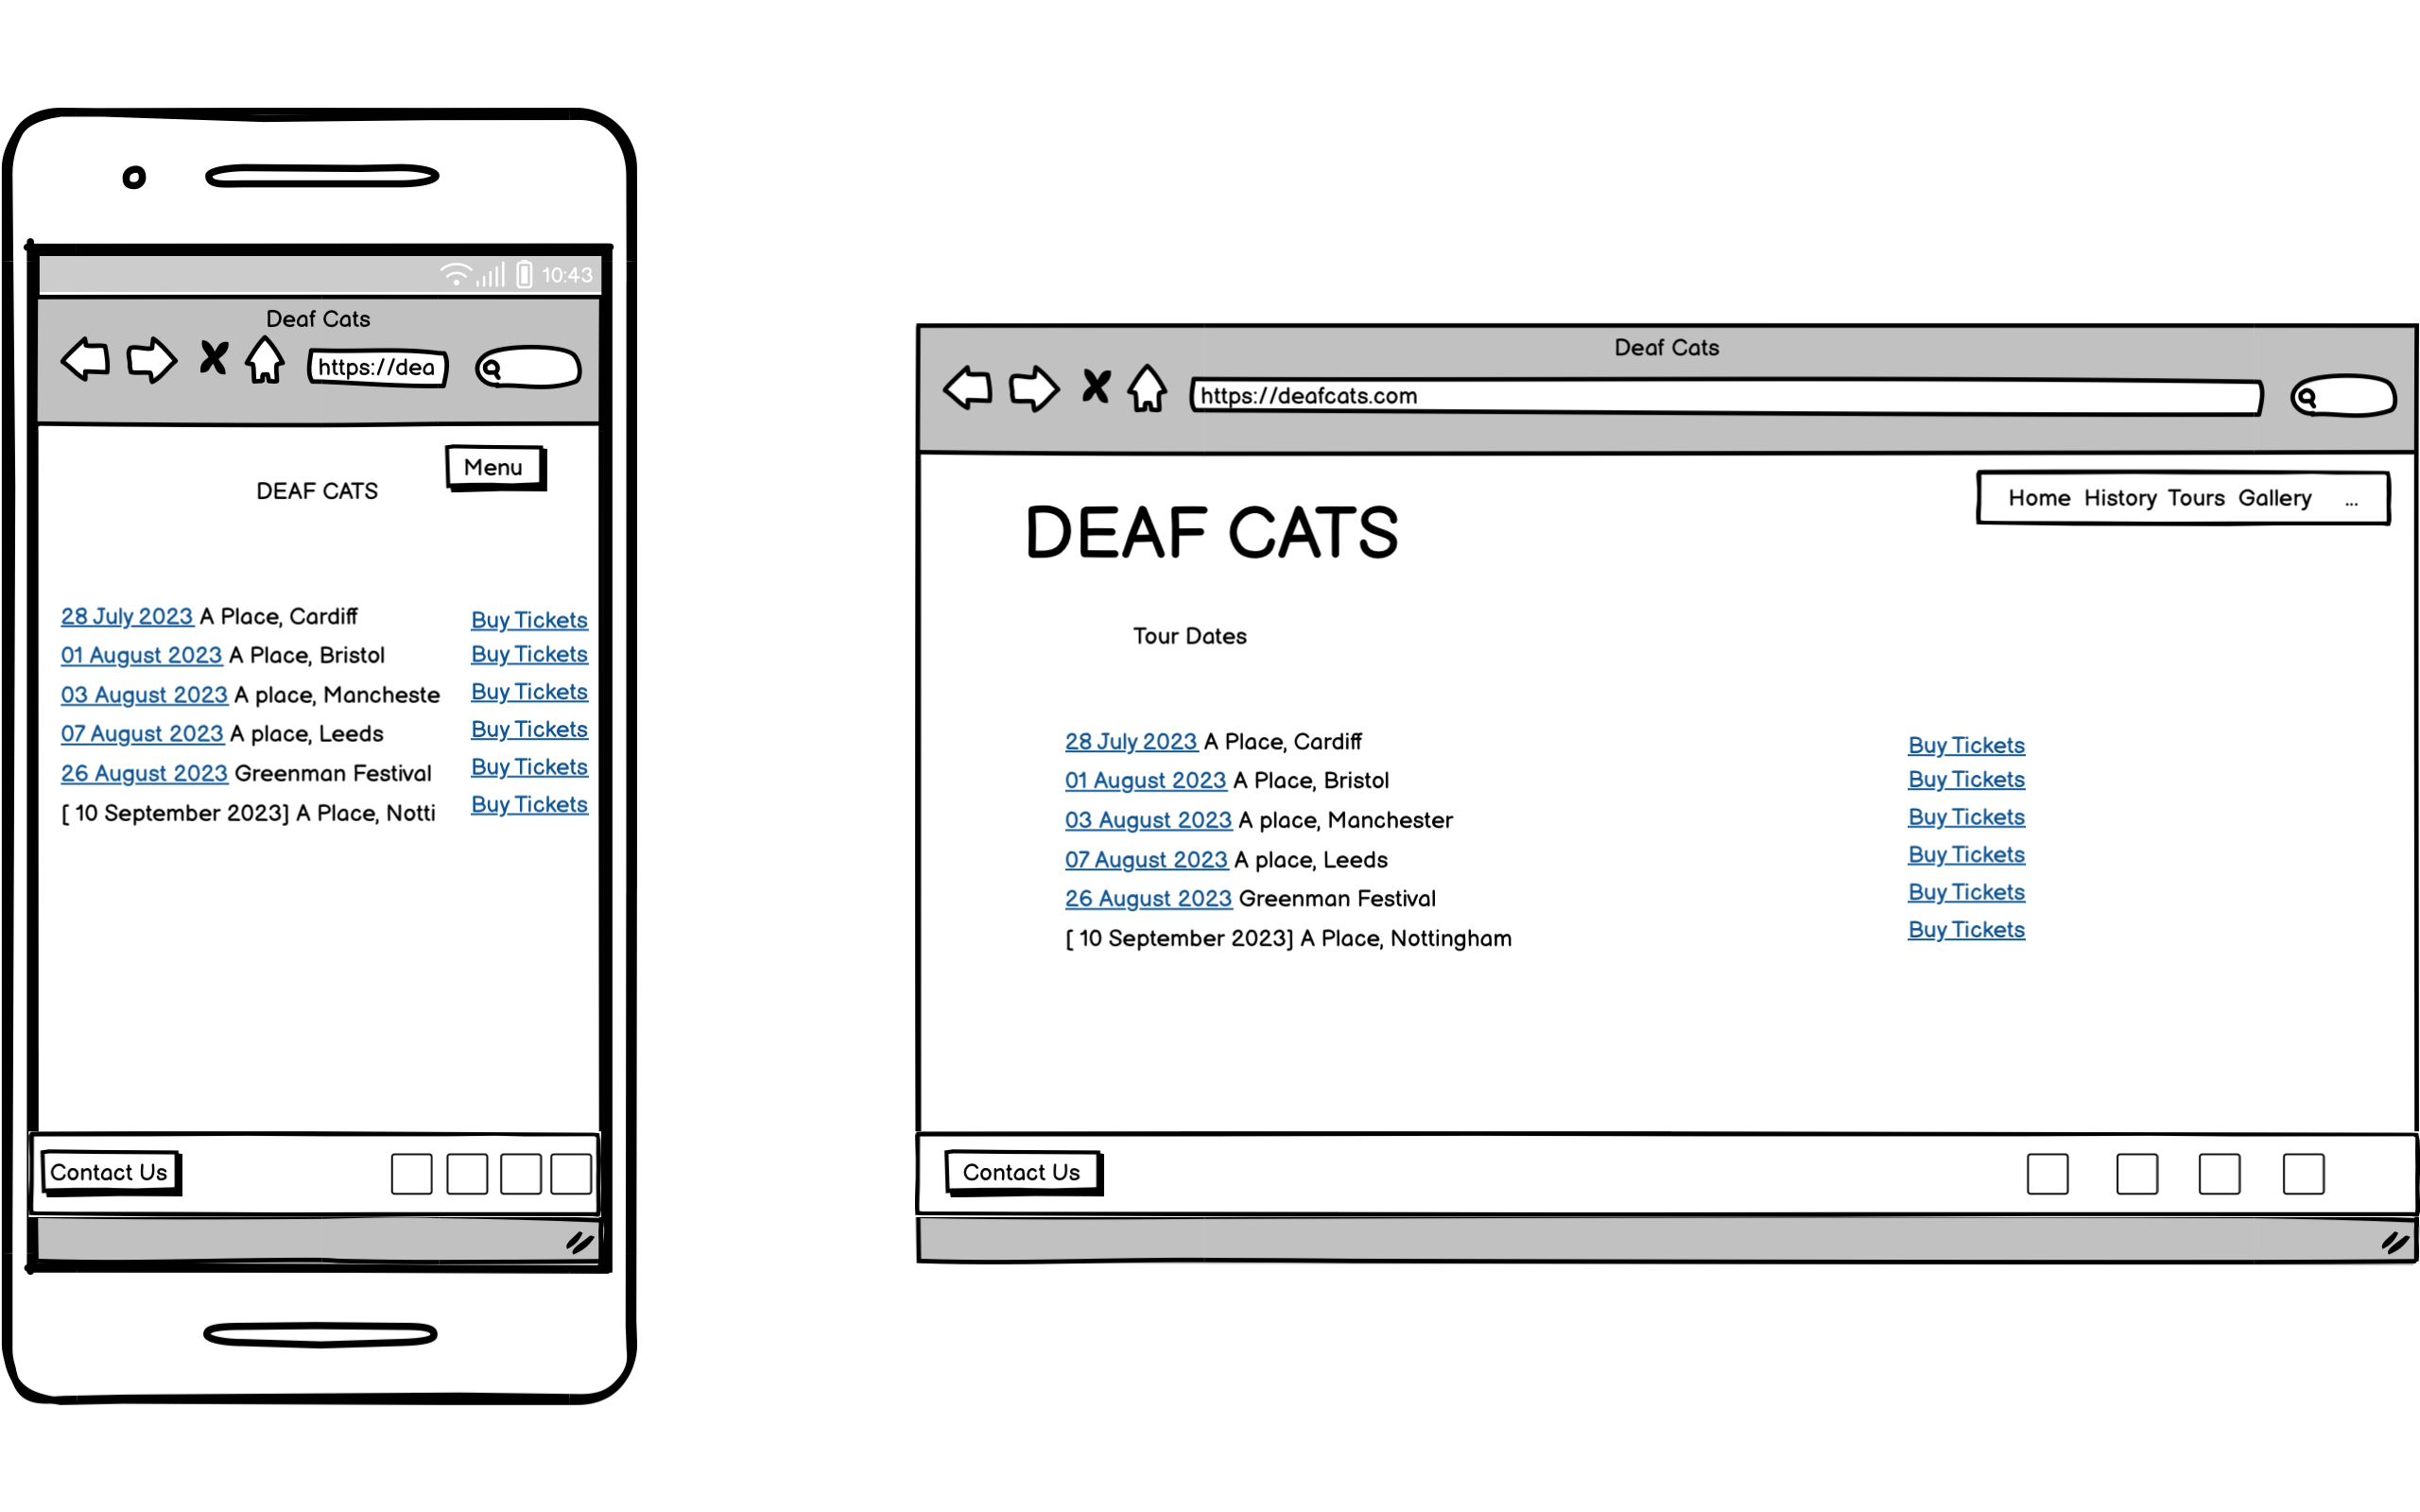 10:43
Deaf Cats
https://dea
Menu
DEAF CATS
28 July 2023 A Place, Cardiff Buy Tickets
01 August 2023 A Place, Bristol Buy Tickets
03 August 2023 A place, Mancheste Buy Tickets
07 August 2023 A place, Leeds Buy Tickets
26 August 2023 Greenman Festival Buy Tickets
[ 10 September 2023] A Place, Notti Buy Tickets
Contact Us
Deaf Cats
https://deafcats.com
Home History Tours Gallery ...
DEAF CATS
Tour Dates
28 July 2023 A Place, Cardiff Buy Tickets
01 August 2023 A Place, Bristol Buy Tickets
03 August 2023 A place, Manchester Buy Tickets
07 August 2023 A place, Leeds Buy Tickets
26 August 2023 Greenman Festival Buy Tickets
[ 10 September 2023] A Place, Nottingham Buy Tickets
Contact Us